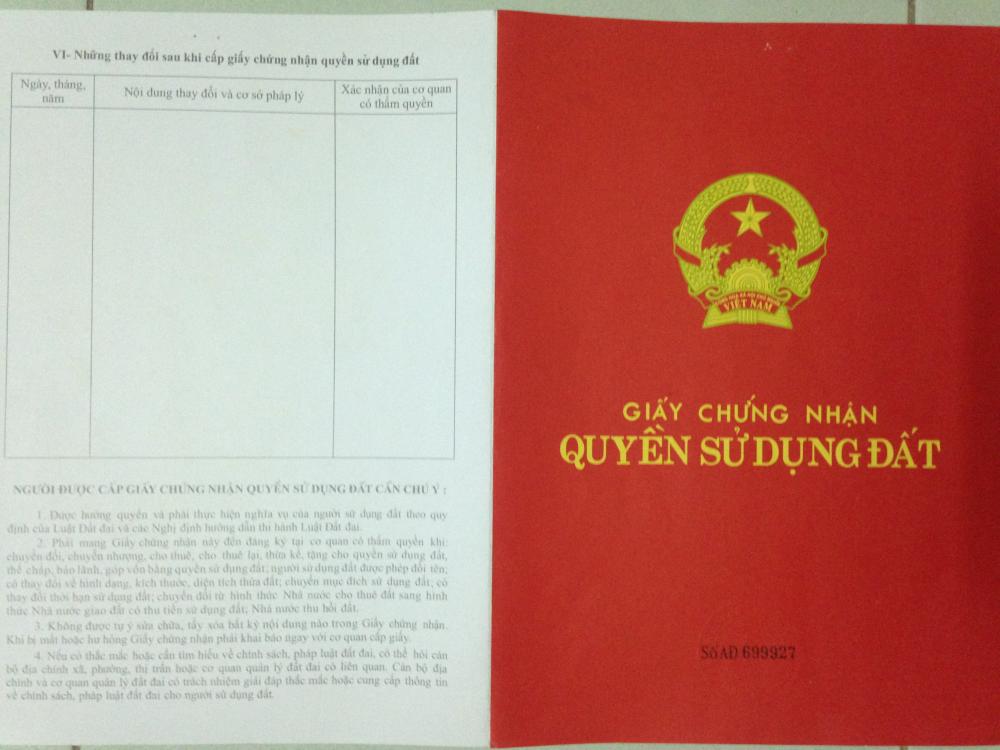 VI- Những thay đổi sau khi cấp giấy chứng nhận quyền sử dụng đất
Ngày, tháng, năm
Nội dung thay đổi và cơ sở pháp lý
Xác nhận của cơ quan có thẩm quyền
NGƯỜI ĐƯỢC CẤP GIẤY CHỨNG NHẬN QUYỀN SỬ DỤNG ĐẤT CẦN CHÚ Ý :
1. Được hưởng quyền và phải thực hiện nghĩa vụ của người sử dụng đất theo quy
định của Luật Đất đai và các Nghị định hướng dẫn thi hành Luật Đất đai.
2. Phải mang Giấy chứng nhận này đến đăng ký tại cơ quan có thẩm quyền khi:
chuyển đổi, chuyển nhượng, cho thuê, cho thuê lại, thừa kế, tặng cho quyền sử dụng đất,
thế chấp, bảo lãnh, góp vốn bằng quyền sử dụng đất; người sử dụng đất được phép đổi tên;
có thay đổi về hình dạng, kích thước, diện tích thửa đất; chuyển mục đích sử dụng đất; có
thay đổi thời hạn sử dụng đất; chuyển đổi từ hình thức Nhà nước cho thuê đất sang hình
thức Nhà nước giao đất có thu tiền sử dụng đất; Nhà nước thu hồi đất.
3. Không được tự ý sửa chữa, tẩy xóa bất kỳ nội dung nào trong Giấy chứng nhận.
Khi bị mất hoặc hư hỏng Giấy chứng nhận phải khai báo ngay với cơ quan cấp giấy.
4. Nếu có thắc mắc hoặc cần tìm hiểu về chính sách, pháp luật đất đai, có thể hỏi cán
bộ địa chính xã, phường, thị trấn hoặc cơ quan quản lý đất đai có liên quan. Cán bộ địa
chính và cơ quan quản lý đất đai có trách nhiệm giải đáp thắc mắc hoặc cung cấp thông tin
về chính sách, pháp luật đất đai cho người sử dụng đất.
CỘNG HÒA XÃ HỘI CHỦ NGHĨA
VIỆT NAM
GIẤY CHỨNG NHẬN
QUYỀN SỬ DỤNG ĐẤT
Số AD 699927